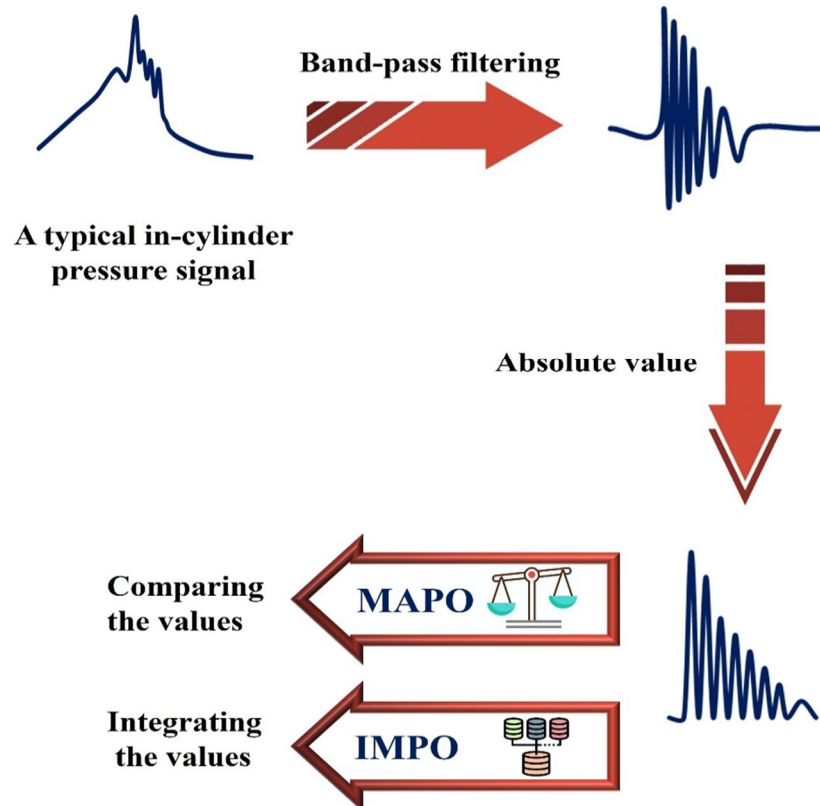 Band-pass filtering
A typical in-cylinder
pressure signal
Absolute value
Comparing
the values
MAPO
Integrating
the values
IMPO